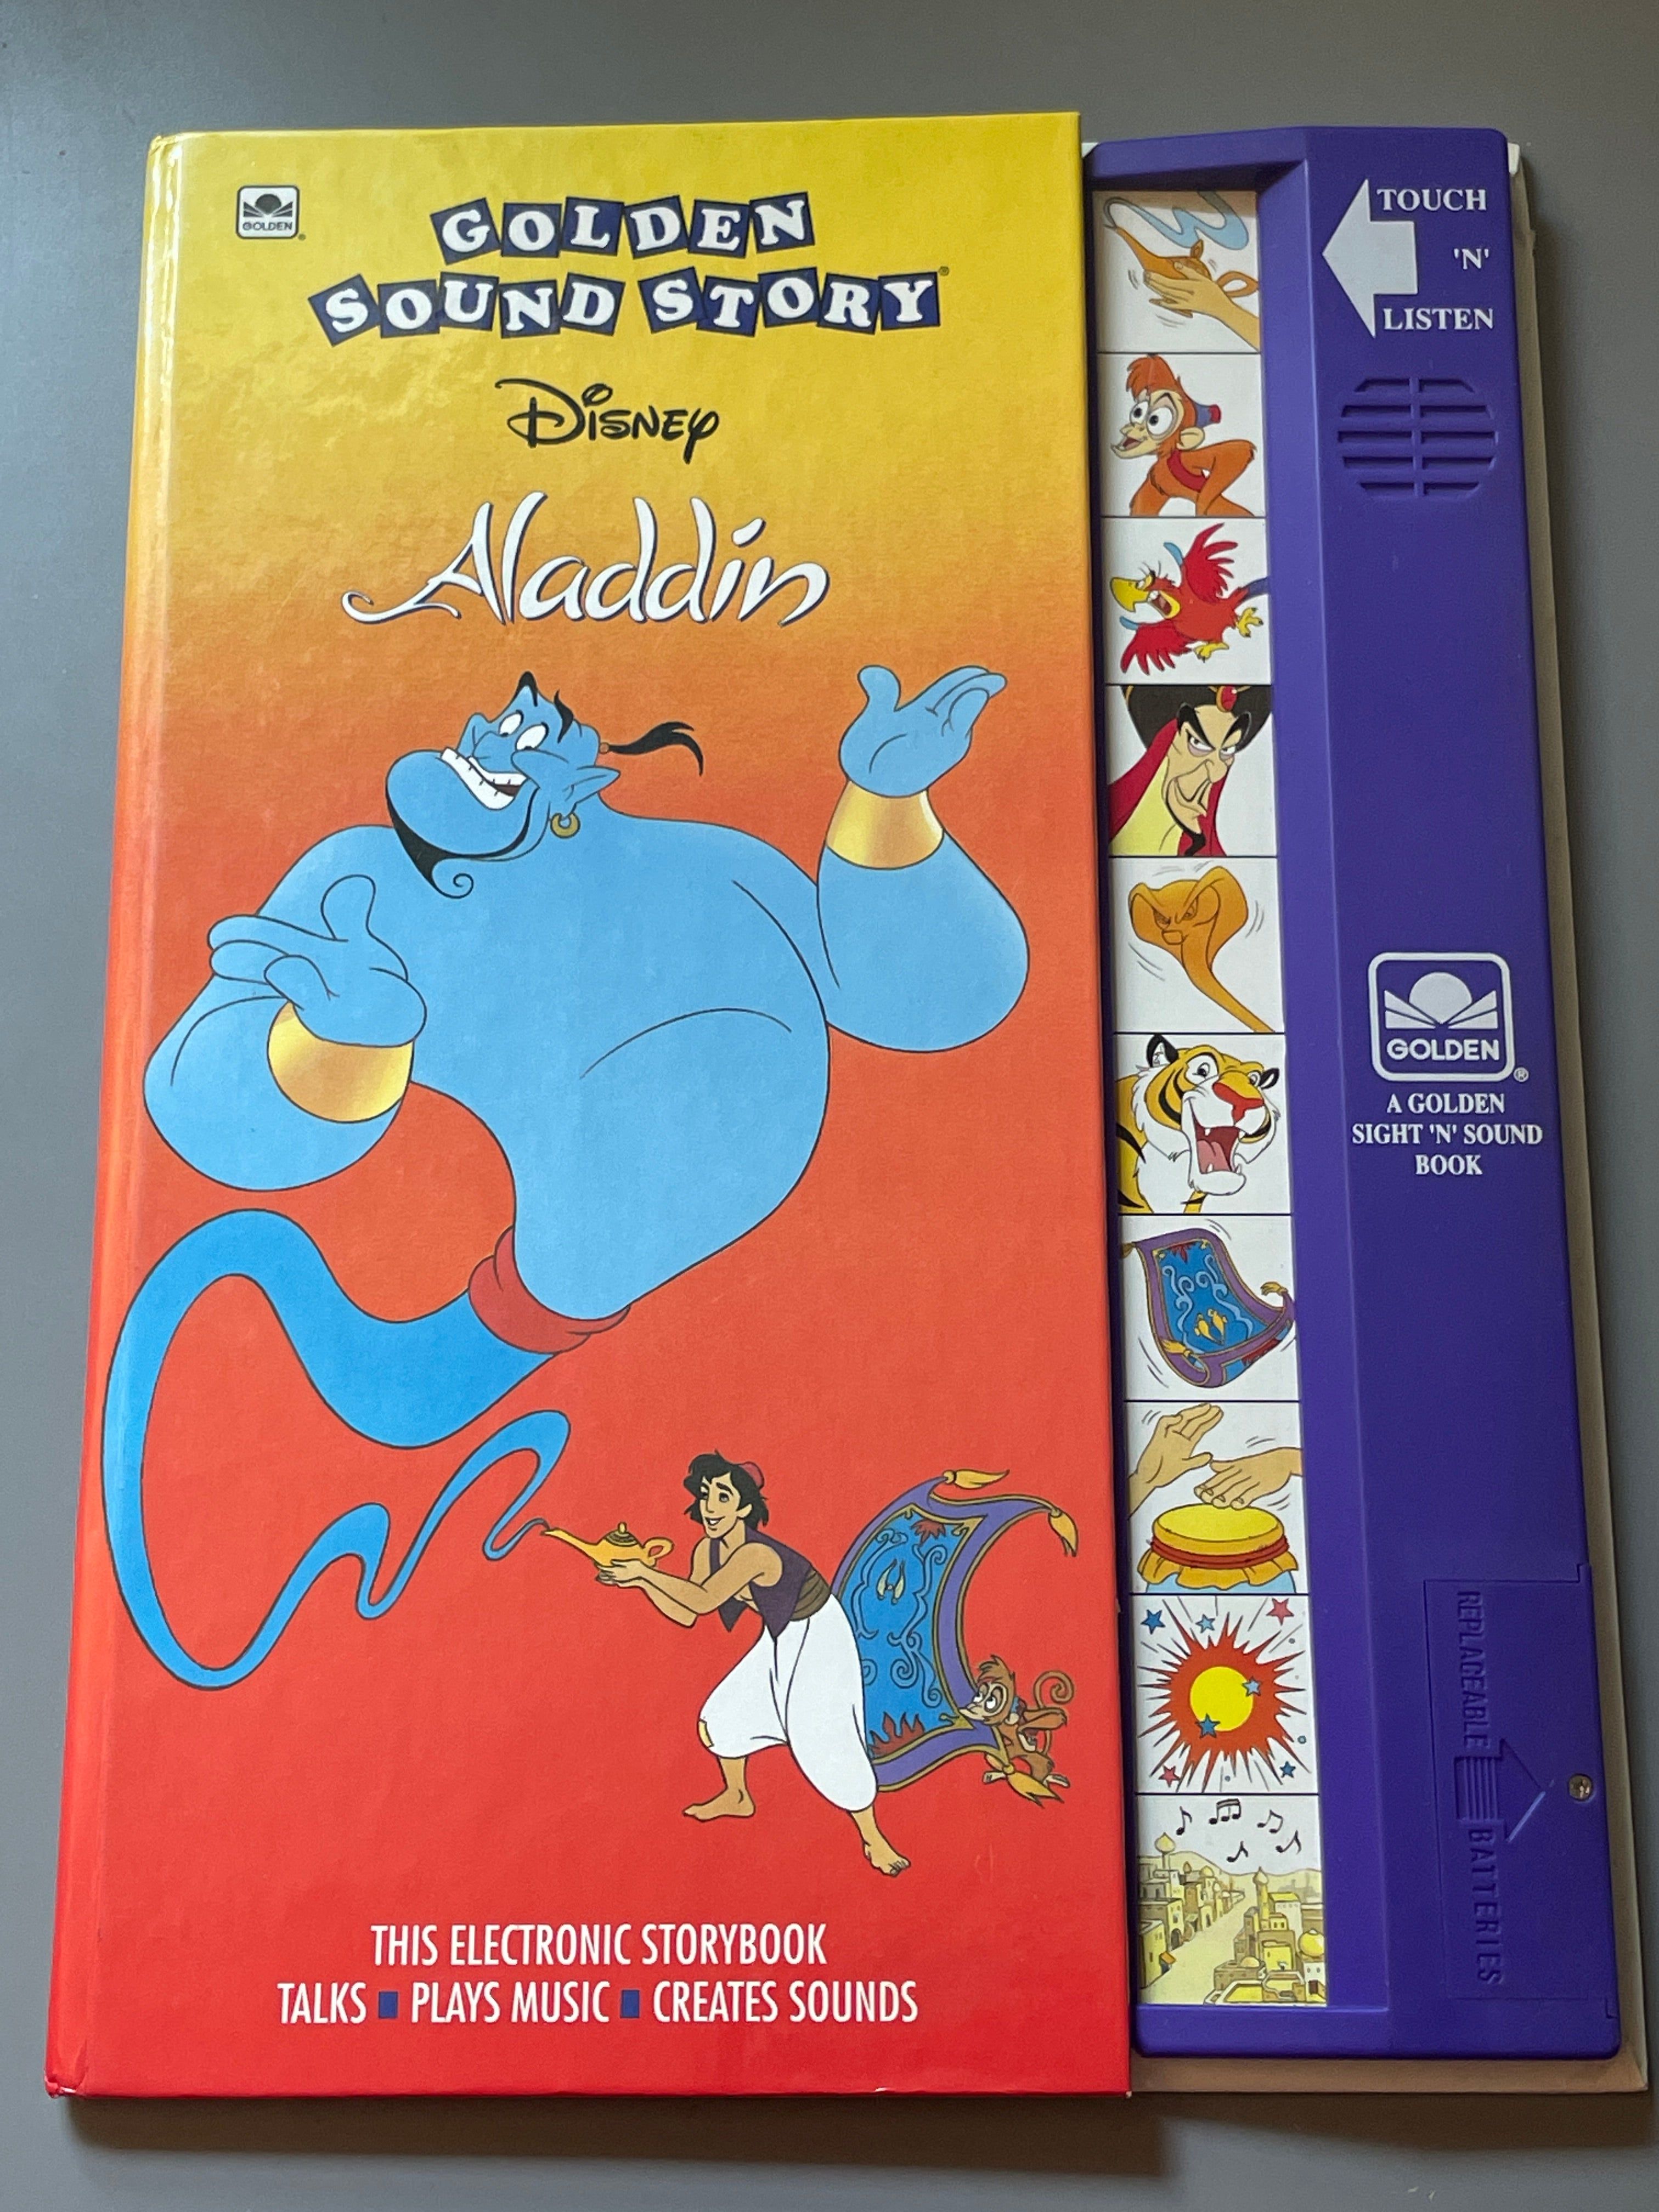 GOLDEN
GOLDEN
SOUND STORY
Disney
Aladdin
THIS ELECTRONIC STORYBOOK
TALKS ■ PLAYS MUSIC ■ CREATES SOUNDS
TOUCH
'N'
LISTEN
GOLDEN
A GOLDEN
SIGHT 'N' SOUND
BOOK
REPLACEABLE BATTERIES